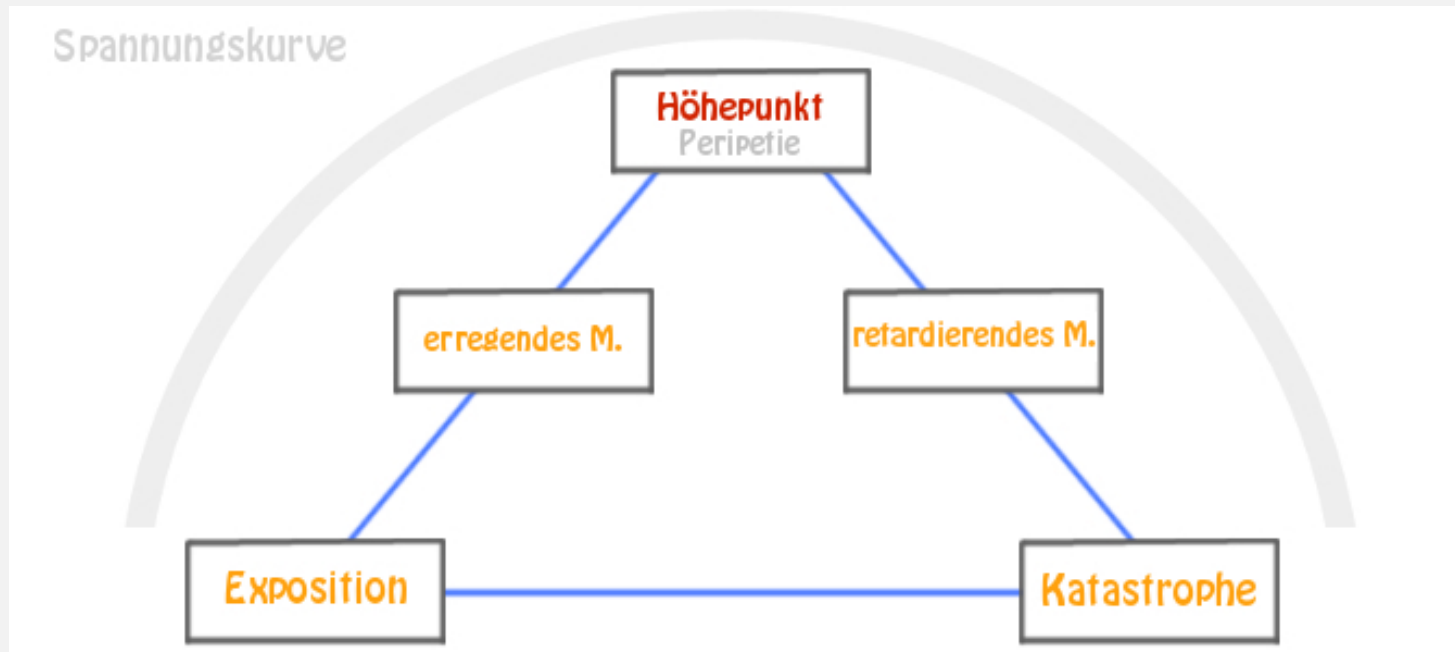 Spannungskurve
Höhepunkt
Peripetie
erregendes M.
retardierendes M.
Exposition
Katastrophe